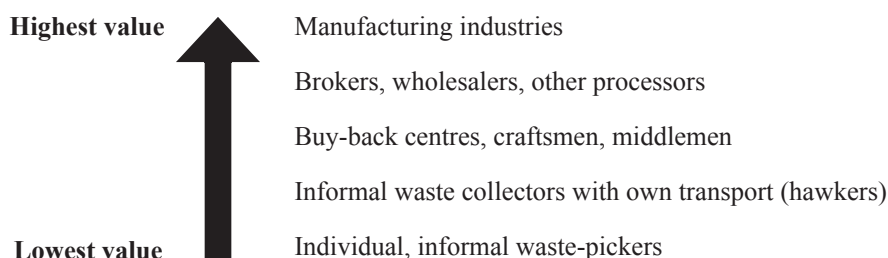 Highest value Manufacturing industries
Brokers, wholesalers, other processors
Buy-back centres, craftsmen, middlemen
Informal waste collectors with own transport (hawkers)
Lowest value Individual, informal waste-pickers